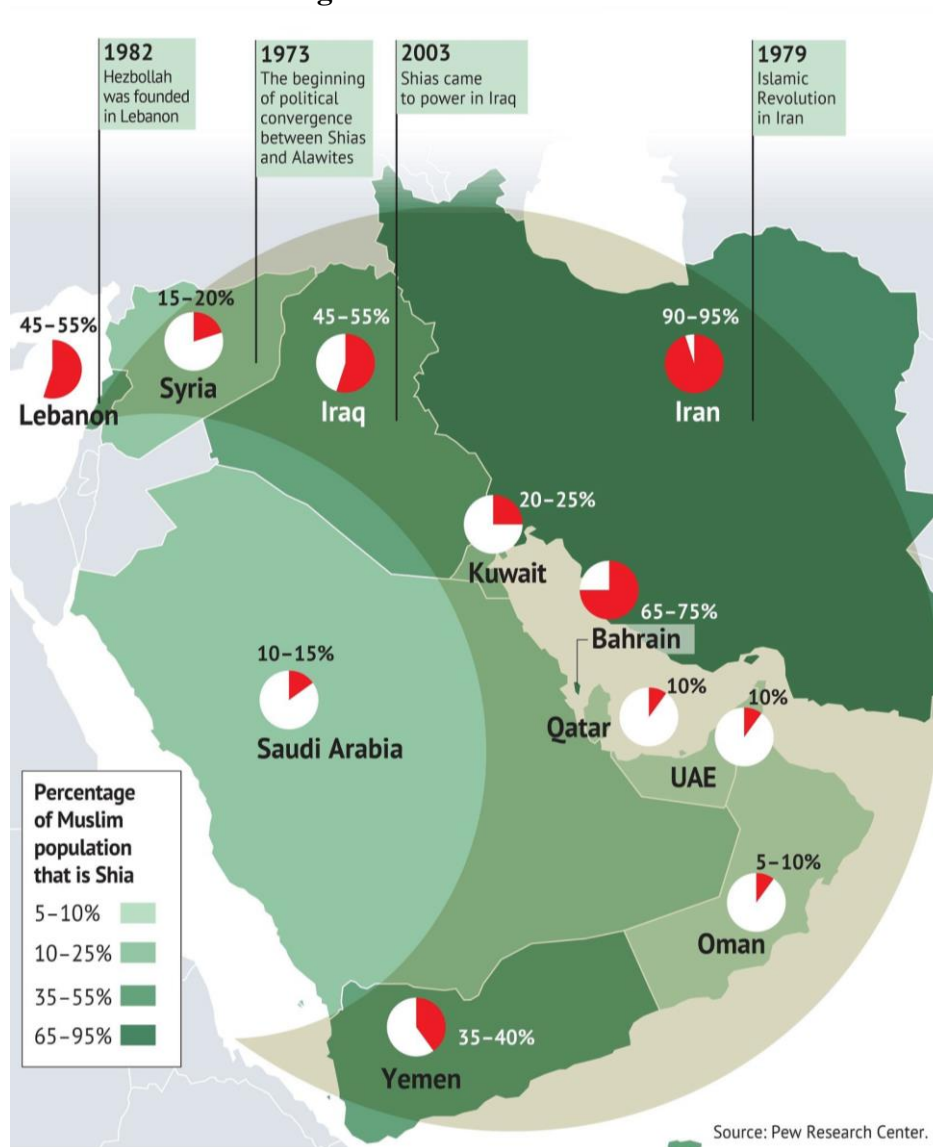 1982
Hezbollah
was founded
in Lebanon
1973
The beginning
of political
convergence
between Shias
and Alawites
2003
Shias came
to power in Iraq
1979
Islamic
Revolution
in Iran
45–55%
Lebanon
15–20%
Syria
45–55%
Iraq
90–95%
Iran
20–25%
Kuwait
65–75%
Bahrain
10–15%
Saudi Arabia
10%
Qatar
10%
UAE
5–10%
Oman
35–40%
Yemen
Percentage
of Muslim
population
that is Shia
5–10%
10–25%
35–55%
65–95%
Source: Pew Research Center.